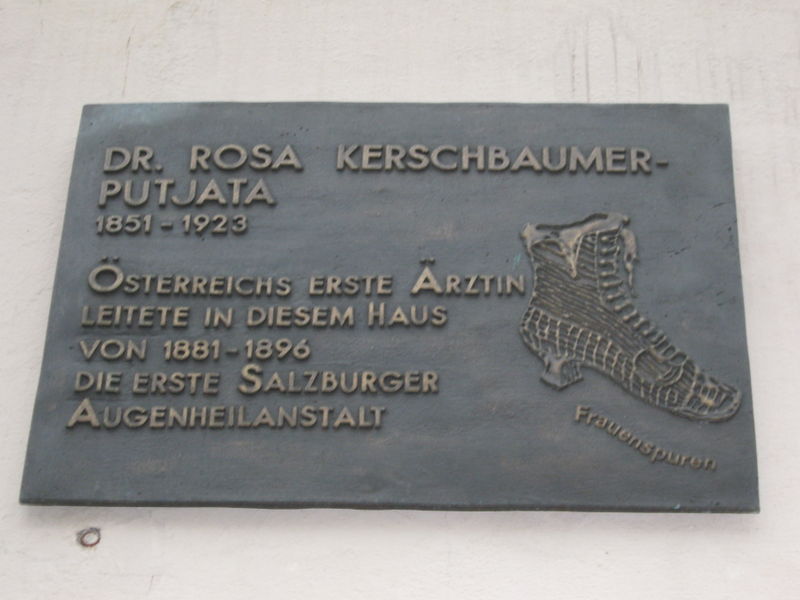 DR. ROSA KERSCHBAUMER-
PUTJATA
1851 - 1923
ÖSTERREICHS ERSTE ÄRZTIN
LEITETE IN DIESEM HAUS
VON 1881 - 1896
DIE ERSTE SALZBURGER
AUGENHEILANSTALT
Frauenspuren